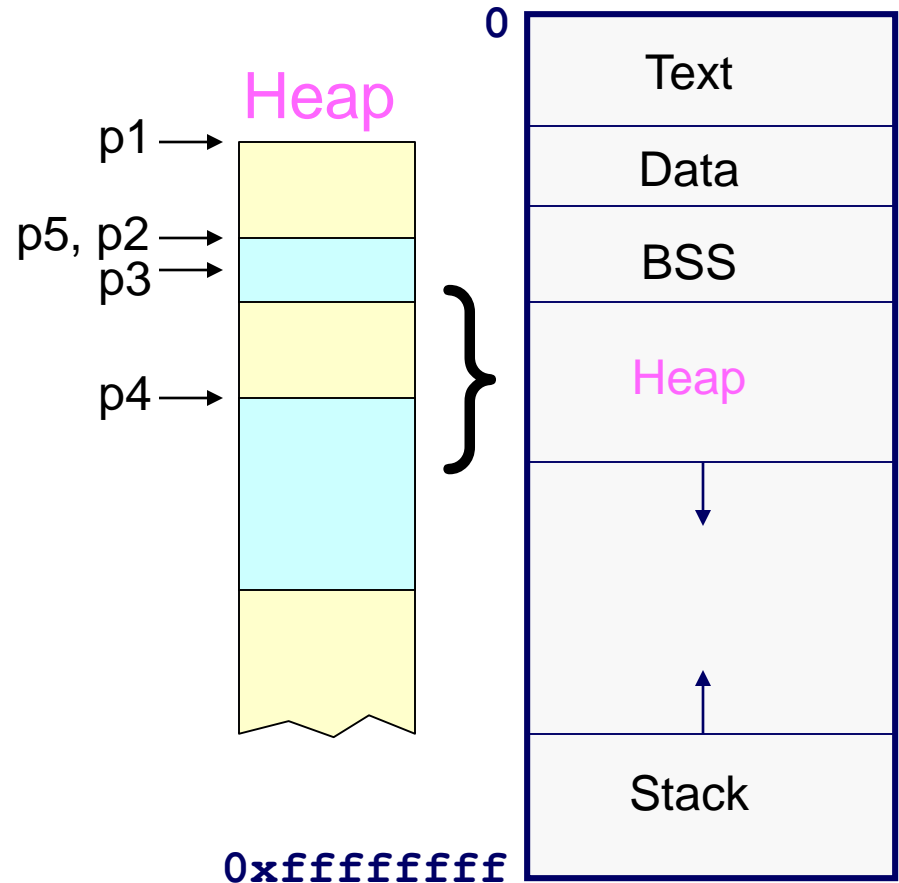 0
Heap
p1
p5, p2
p3
p4
Text
Data
BSS
Heap
Stack
0xffffffff